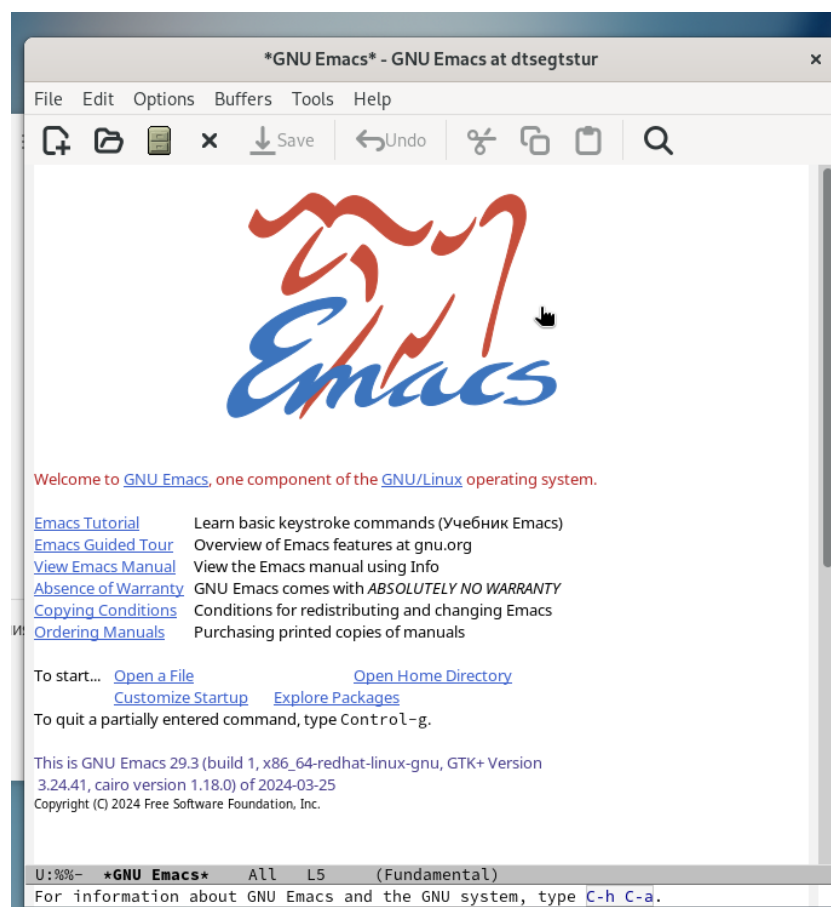 *GNU Emacs* - GNU Emacs at dtsegtstur
File Edit Options Buffers Tools Help
Save Undo
Emacs
Welcome to GNU Emacs, one component of the GNU/Linux operating system.
Emacs Tutorial Learn basic keystroke commands (Учебник Emacs)
Emacs Guided Tour Overview of Emacs features at gnu.org
View Emacs Manual View the Emacs manual using Info
Absence of Warranty GNU Emacs comes with ABSOLUTELY NO WARRANTY
Copying Conditions Conditions for redistributing and changing Emacs
Ordering Manuals Purchasing printed copies of manuals
To start... Open a File Open Home Directory
Customize Startup Explore Packages
To quit a partially entered command, type Control-g.
This is GNU Emacs 29.3 (build 1, x86_64-redhat-linux-gnu, GTK+ Version
3.24.41, cairo version 1.18.0) of 2024-03-25
Copyright (C) 2024 Free Software Foundation, Inc.
U:%%- *GNU Emacs* All L5 (Fundamental)
For information about GNU Emacs and the GNU system, type C-h C-a.